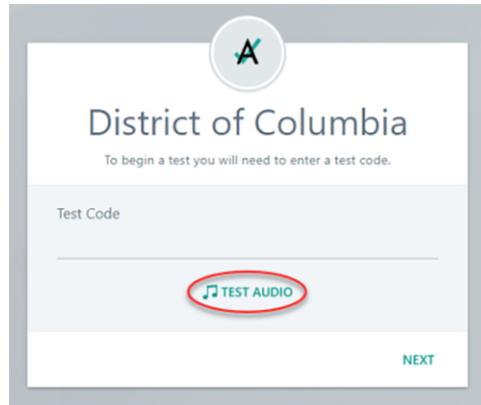 District of Columbia
To begin a test you will need to enter a test code.
Test Code
TEST AUDIO
NEXT